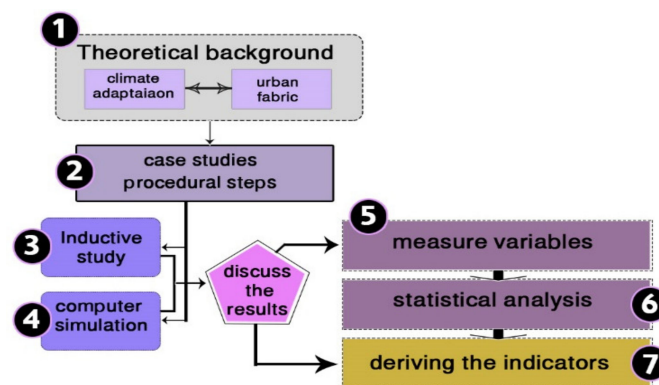 1
Theoretical background
climate
adaptaiaon
urban
fabric
2
case studies
procedural steps
3
Inductive
study
4
computer
simulation
discuss
the
results
5
measure variables
statistical analysis
6
deriving the indicators
7